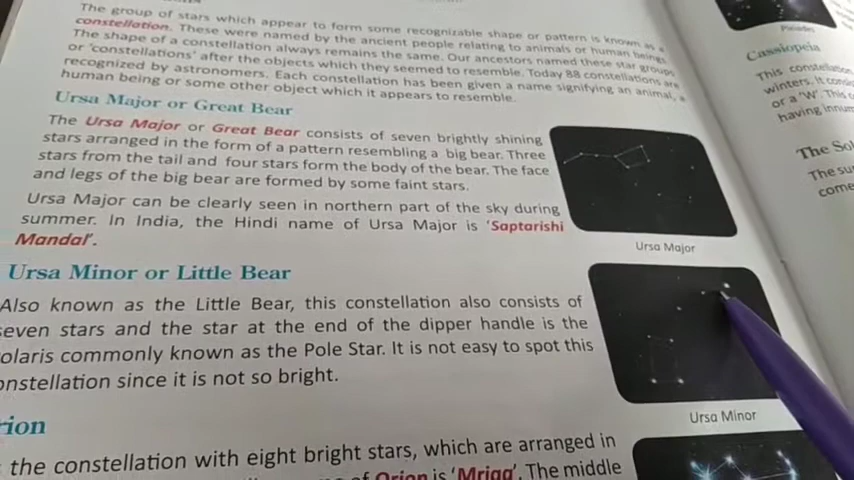 The group of stars which appear to form some recognizable shape or pattern is known as a
constellation. These were named by the ancient people relating to animals or human beings.
The shape of a constellation always remains the same. Our ancestors named these star groups
or 'constellations' after the objects which they seemed to resemble. Today 88 constellations are
recognized by astronomers. Each constellation has been given a name signifying an animal, a
human being or some other object which it appears to resemble.
Ursa Major or Great Bear
The Ursa Major or Great Bear consists of seven brightly shining
stars arranged in the form of a pattern resembling a big bear. Three
stars from the tail and four stars form the body of the bear. The face
and legs of the big bear are formed by some faint stars.
Ursa Major can be clearly seen in northern part of the sky during
summer. In India, the Hindi name of Ursa Major is 'Saptarishi
Mandal'.
Ursa Major
Ursa Minor or Little Bear
Also known as the Little Bear, this constellation also consists of
seven stars and the star at the end of the dipper handle is the
olaris commonly known as the Pole Star. It is not easy to spot this
onstellation since it is not so bright.
Ursa Minor
rion
the constellation with eight bright stars, which are arranged in
of Orion is 'Mriga'. The middle
Pleiades
Cassiopeia
This constellation
winters. It consi
or a 'W'. This
having innum
The Sol
The su
come